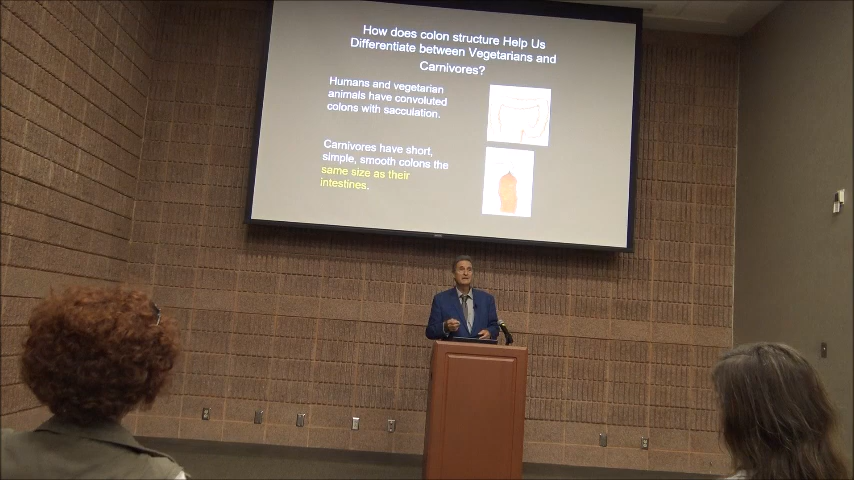 How does colon structure Help Us
Differentiate between Vegetarians and
Carnivores?
Humans and vegetarian
animals have convoluted
colons with sacculation.
Carnivores have short,
simple, smooth colons the
same size as their
intestines.